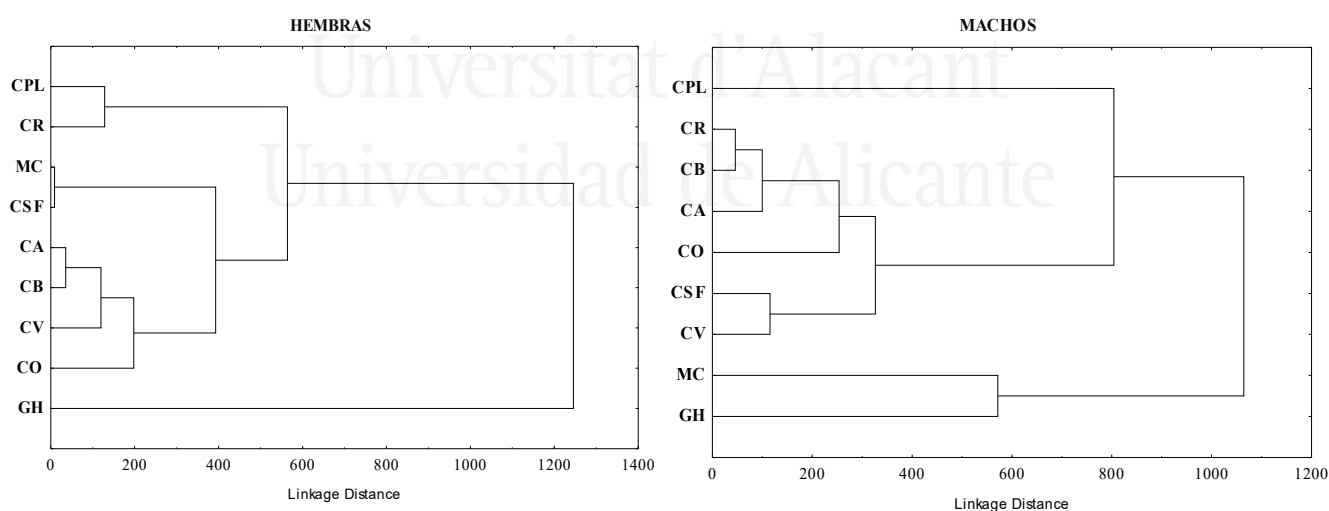 HEMBRAS
CPL
CR
MC
CSF
CA
CB
CV
CO
GH
0 200 400 600 800 1000 1200 1400
Linkage Distance
MACHOS
CPL
CR
CB
CA
CO
CSF
CV
MC
GH
0 200 400 600 800 1000 1200
Linkage Distance
Universitat d'Alacant
Universidad de Alicante